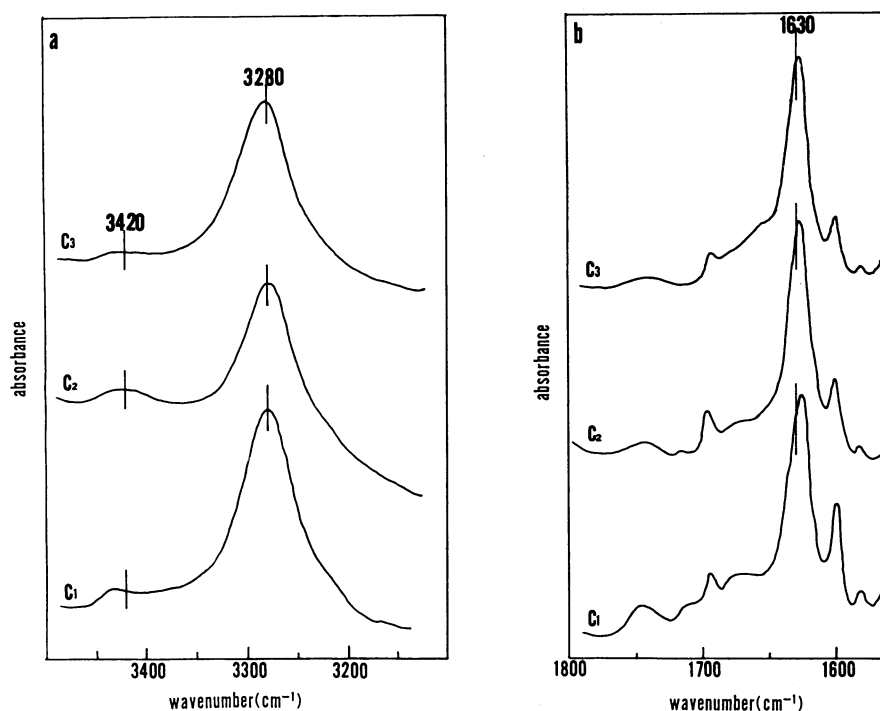 a
3280
3420
C3
C2
C1
absorbance
3400
3300
3200
wavenumber(cm⁻¹)
b
1630
C3
C2
C1
absorbance
1800
1700
1600
wavenumber(cm⁻¹)